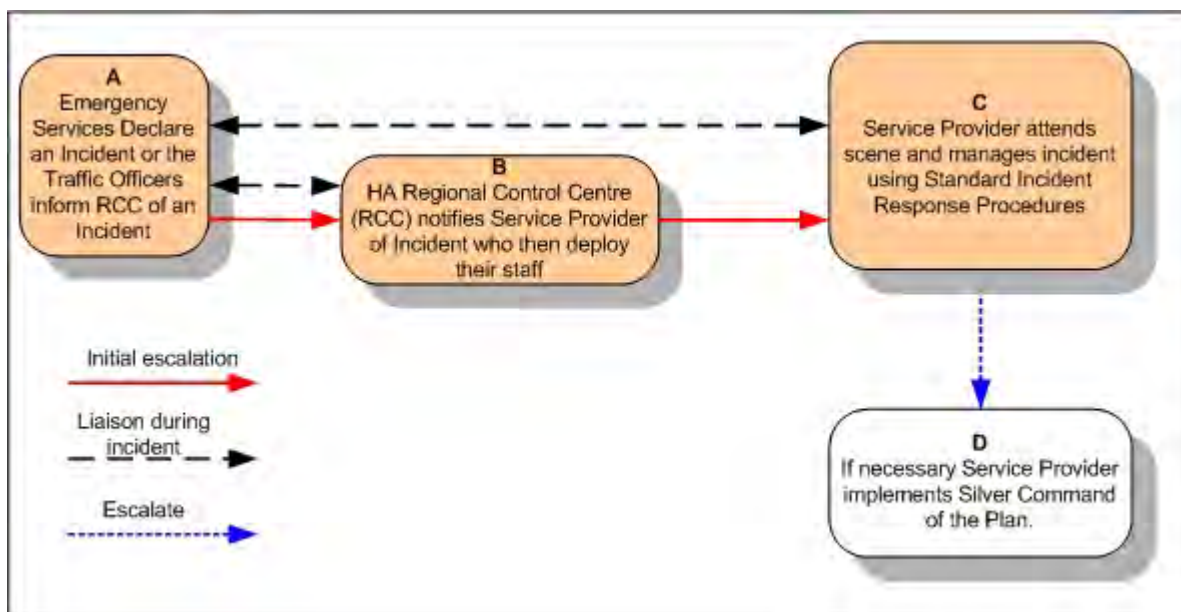 A
Emergency
Services Declare
an Incident or the
Traffic Officers
inform RCC of an
Incident
B
HA Regional Control Centre
(RCC) notifies Service Provider
of Incident who then deploy
their staff
C
Service Provider attends
scene and manages incident
using Standard Incident
Response Procedures
Initial escalation
Liaison during
incident
Escalate
D
If necessary Service Provider
implements Silver Command
of the Plan.